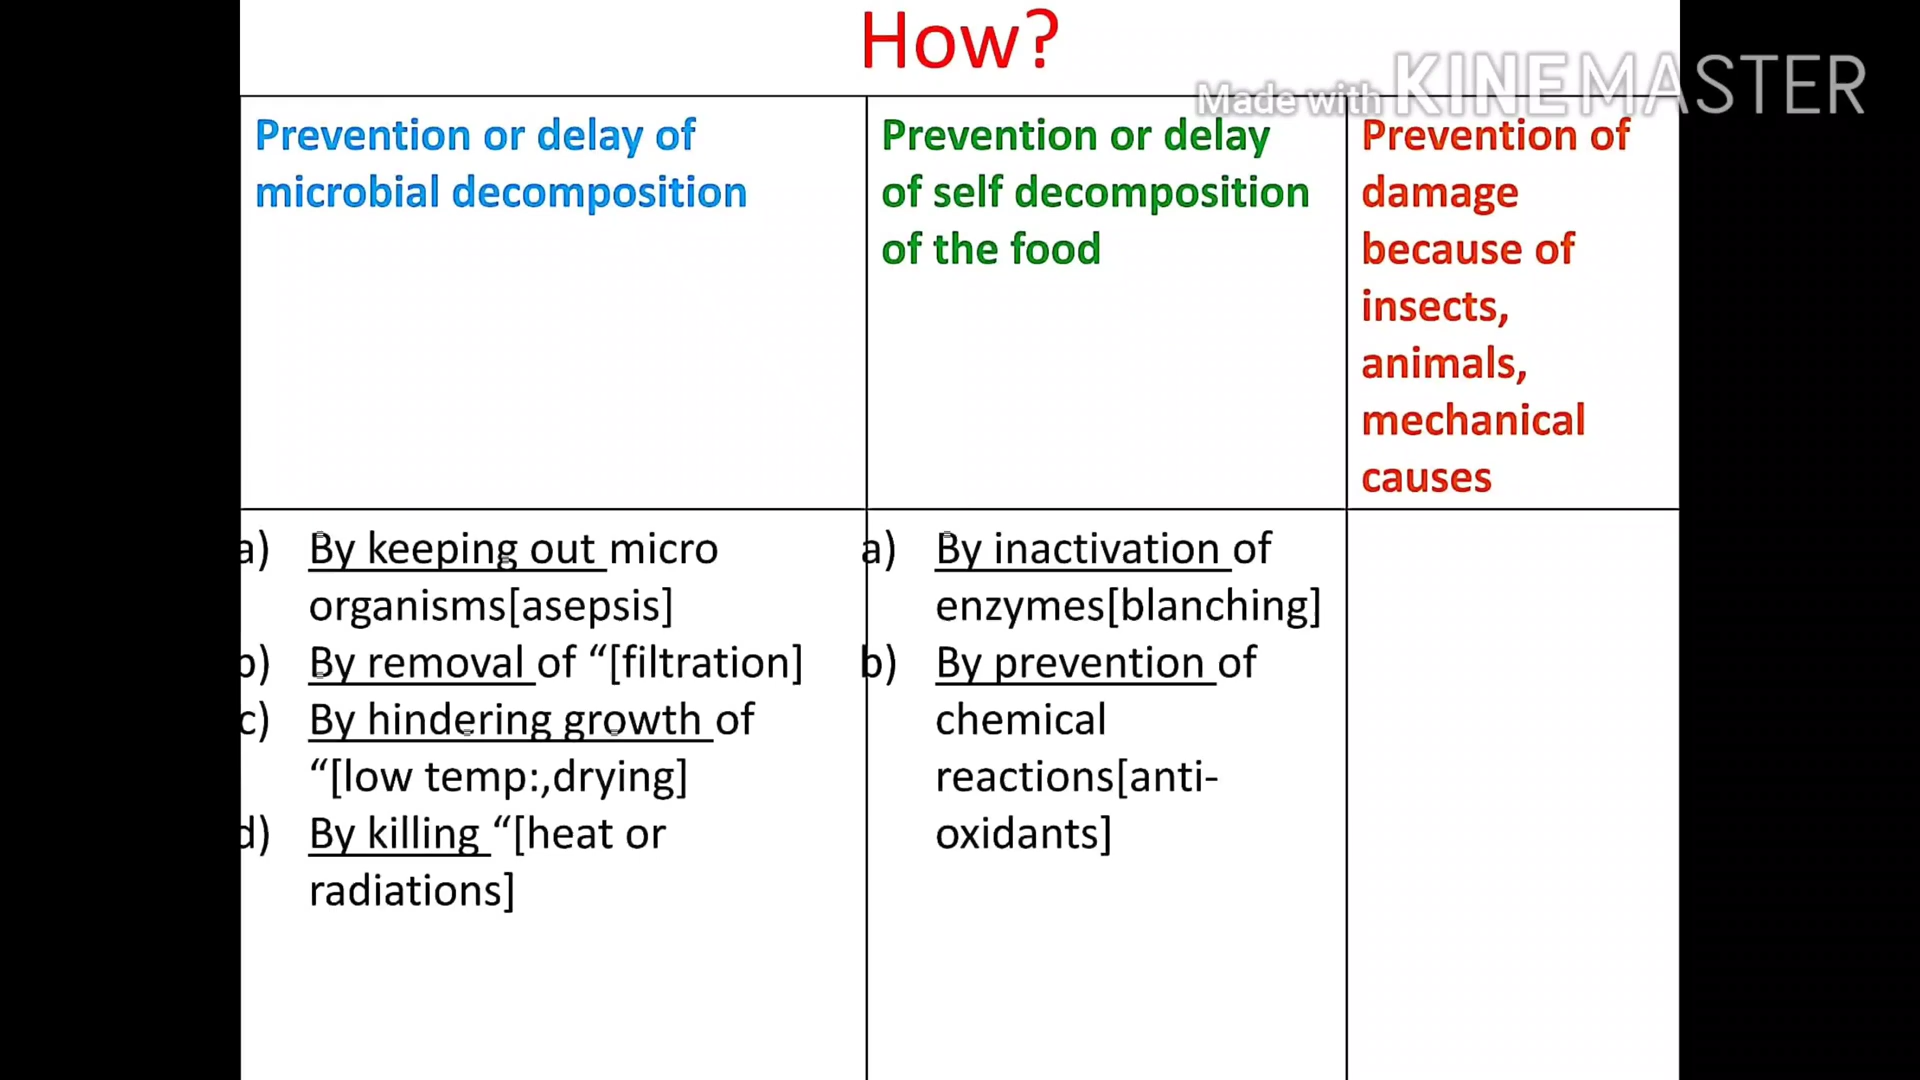 How?
Made with KINEMASTER
Prevention or delay of
microbial decomposition
Prevention or delay
of self decomposition
of the food
Prevention of
damage
because of
insects,
animals,
mechanical
causes
a) By keeping out micro
organisms[asepsis]
b) By removal of “[filtration]
c) By hindering growth of
“[low temp:,drying]
d) By killing “[heat or
radiations]
a) By inactivation of
enzymes[blanching]
b) By prevention of
chemical
reactions[anti-
oxidants]